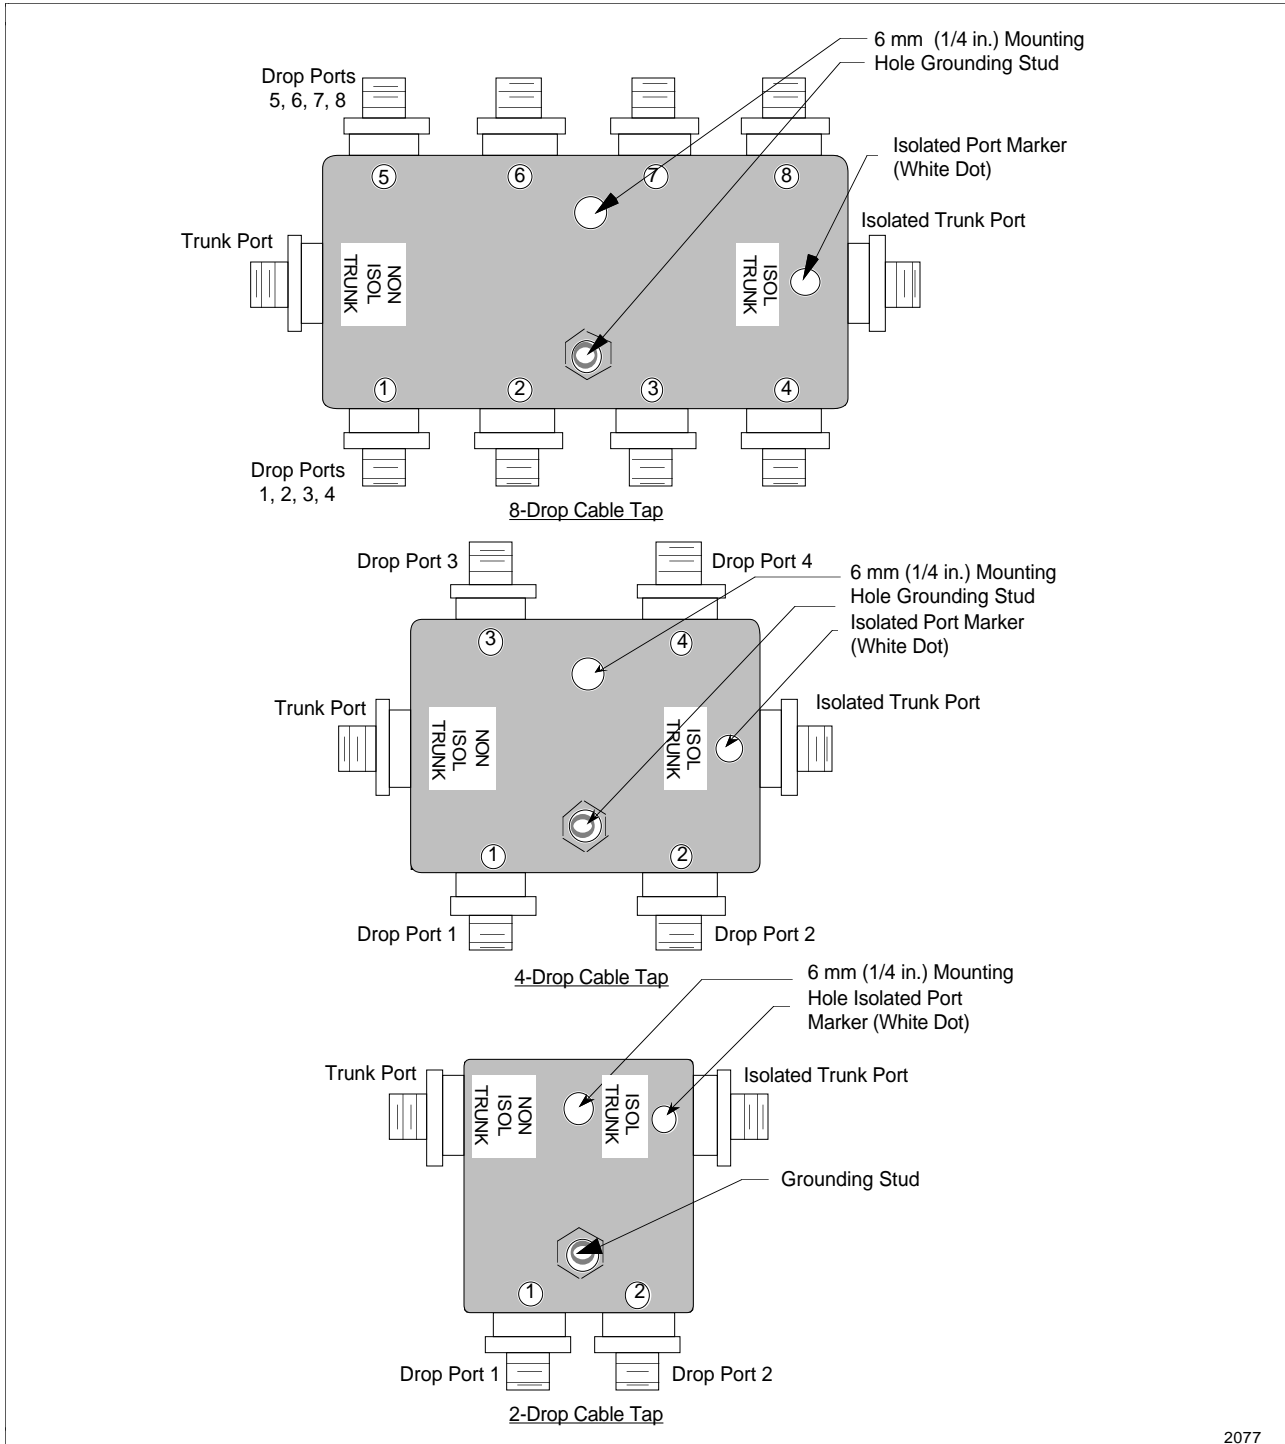 6 mm (1/4 in.) Mounting
Hole Grounding Stud
Drop Ports
5, 6, 7, 8
Isolated Port Marker
(White Dot)
5
6
7
8
Trunk Port
Isolated Trunk Port
NON
ISOL
TRUNK
ISOL
TRUNK
1
2
3
4
Drop Ports
1, 2, 3, 4
8-Drop Cable Tap
Drop Port 3
Drop Port 4
6 mm (1/4 in.) Mounting
Hole Grounding Stud
Isolated Port Marker
(White Dot)
3
4
Trunk Port
Isolated Trunk Port
NON
ISOL
TRUNK
ISOL
TRUNK
1
2
Drop Port 1
Drop Port 2
4-Drop Cable Tap
6 mm (1/4 in.) Mounting
Hole Isolated Port
Marker (White Dot)
Trunk Port
Isolated Trunk Port
NON
ISOL
TRUNK
ISOL
TRUNK
Grounding Stud
1
2
Drop Port 1
Drop Port 2
2-Drop Cable Tap
2077